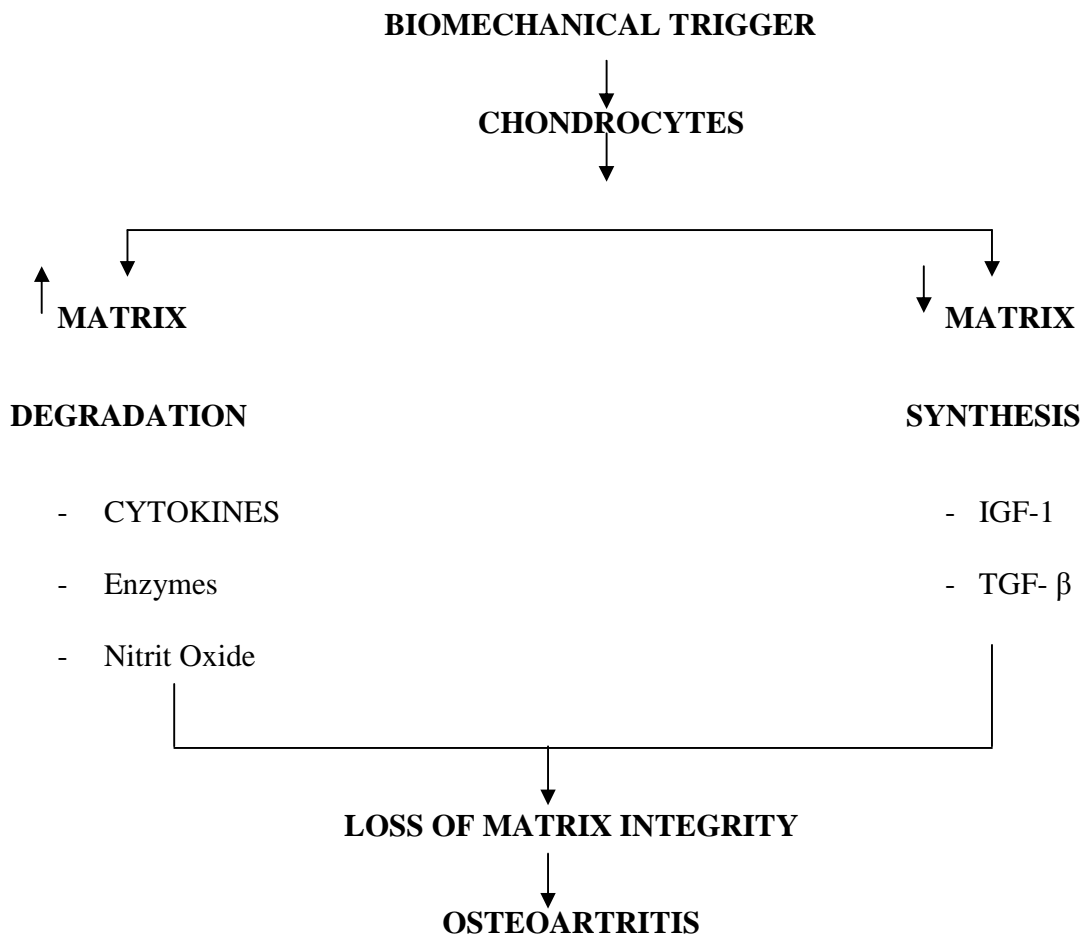 BIOMECHANICAL TRIGGER
CHONDROCYTES
MATRIX
DEGRADATION
- CYTOKINES
- Enzymes
- Nitrit Oxide
MATRIX
SYNTHESIS
- IGF-1
- TGF- β
LOSS OF MATRIX INTEGRITY
OSTEOARTRITIS